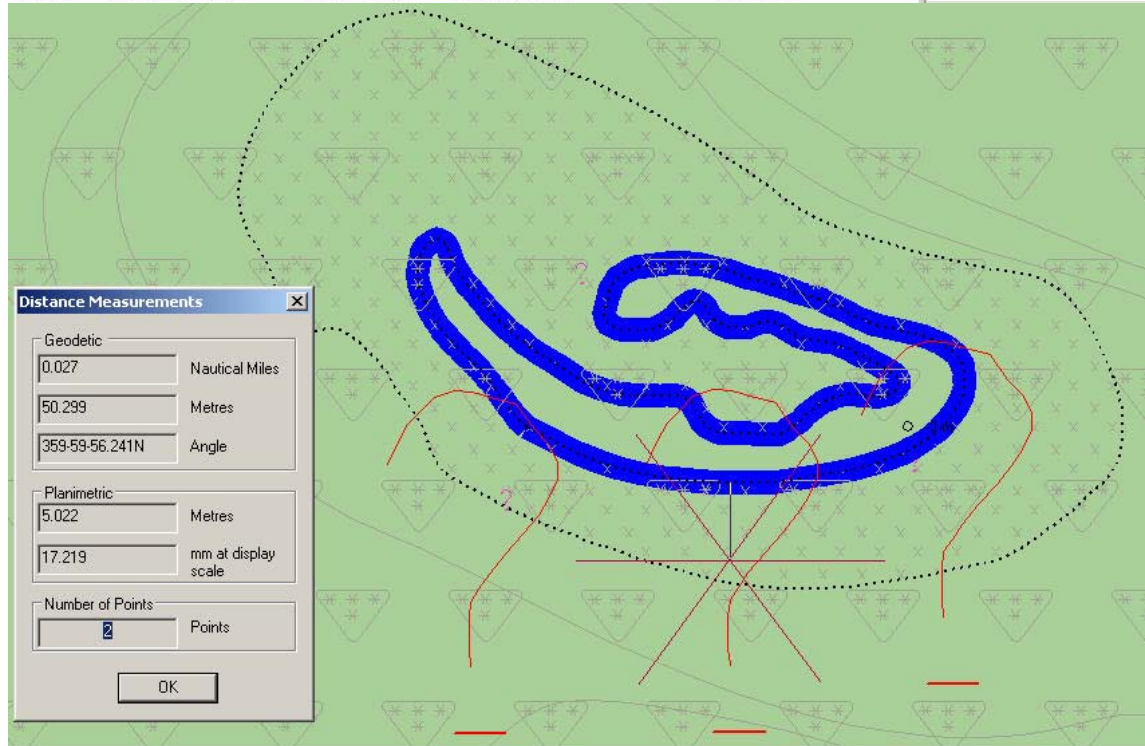 Distance Measurements
Geodetic
0.027 Nautical Miles
50.299 Metres
359-59-56.241N Angle
Planimetric
5.022 Metres
17.219 mm at display
scale
Number of Points
2 Points
OK
?
?
?